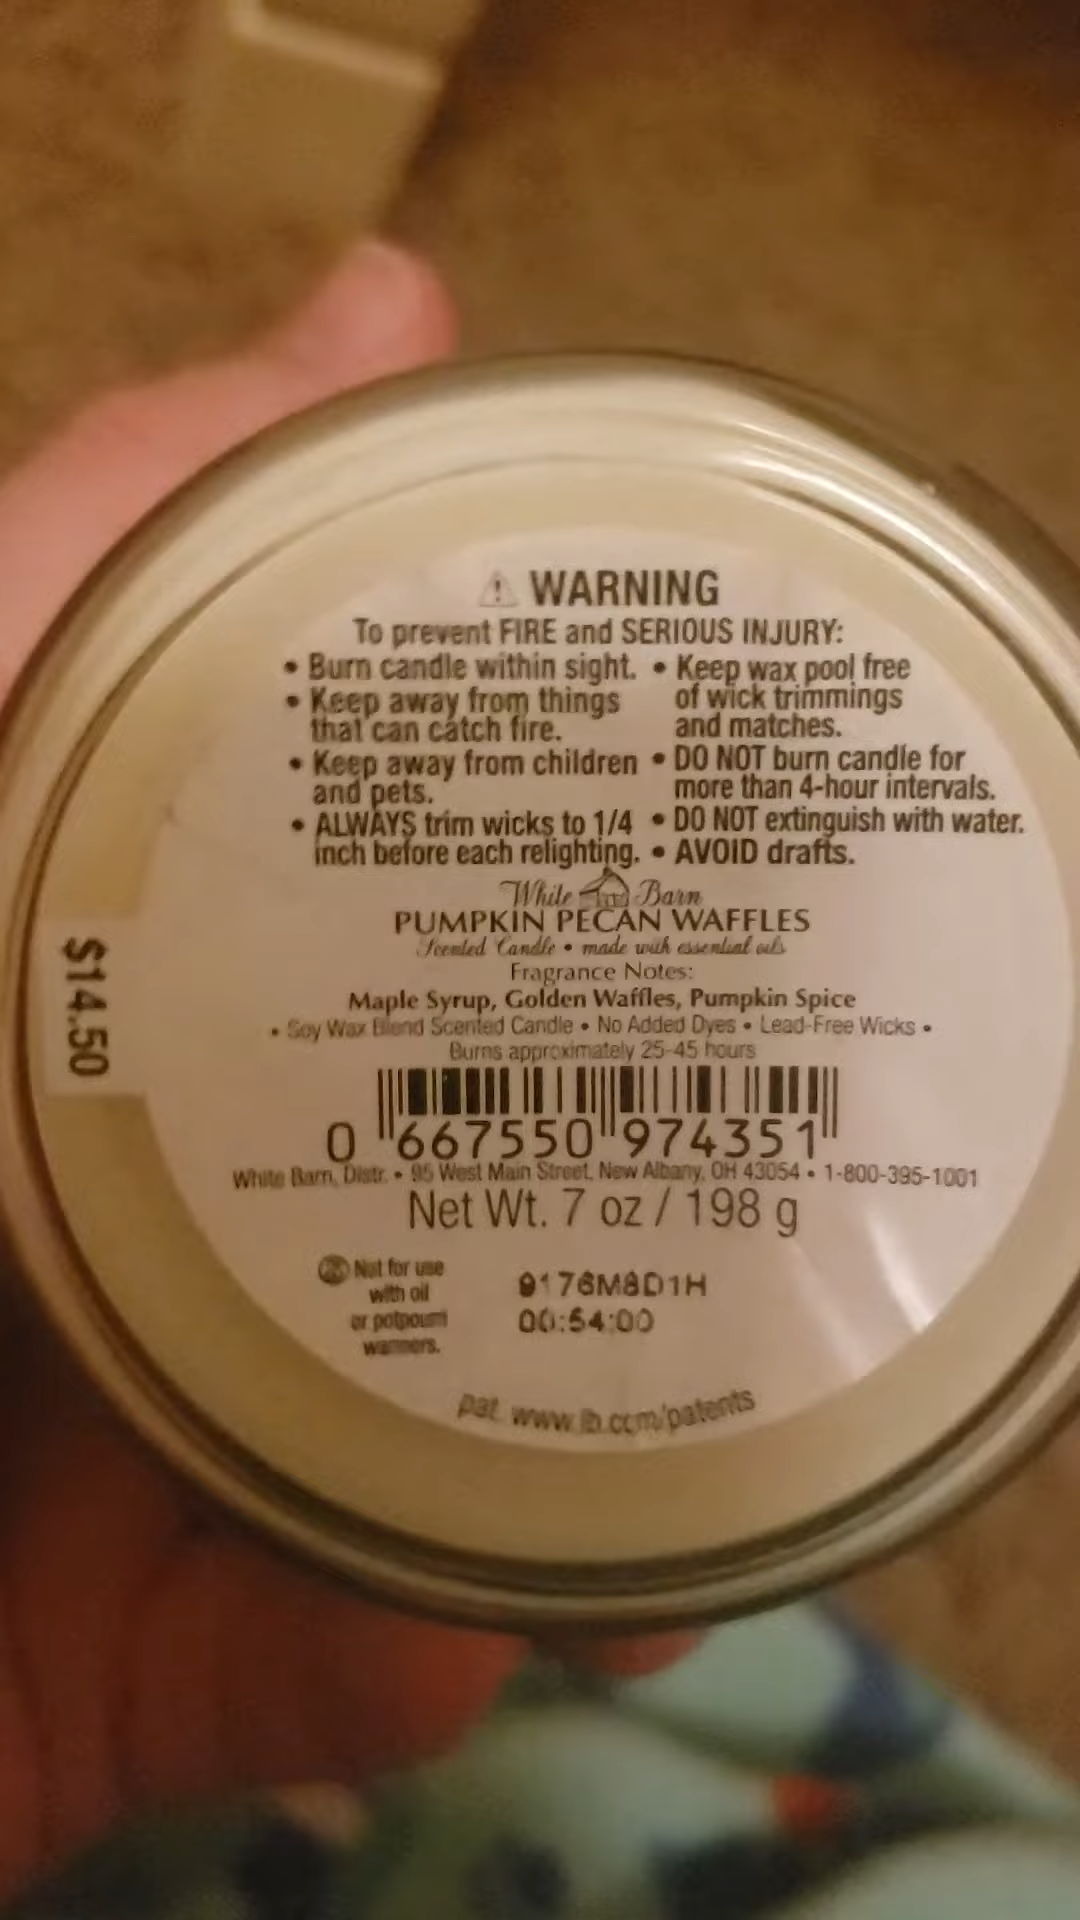 WARNING
To prevent FIRE and SERIOUS INJURY:
• Burn candle within sight.
• Keep away from things
that can catch fire.
• Keep away from children
and pets.
• ALWAYS trim wicks to 1/4
inch before each relighting.
• Keep wax pool free
of wick trimmings
and matches.
• DO NOT burn candle for
more than 4-hour intervals.
• DO NOT extinguish with water.
• AVOID drafts.
White Barn
PUMPKIN PECAN WAFFLES
Scented Candle • made with essential oils
Fragrance Notes:
Maple Syrup, Golden Waffles, Pumpkin Spice
• Soy Wax Blend Scented Candle • No Added Dyes • Lead-Free Wicks •
Burns approximately 25-45 hours
0 667550 974351
White Barn, Distr. • 95 West Main Street, New Albany, OH 43054 • 1-800-395-1001
Net Wt. 7 oz / 198 g
Not for use
with oil
or potpourri
warmers.
9176M8D1H
00:54:00
pat. www.lb.com/patents
$14.50